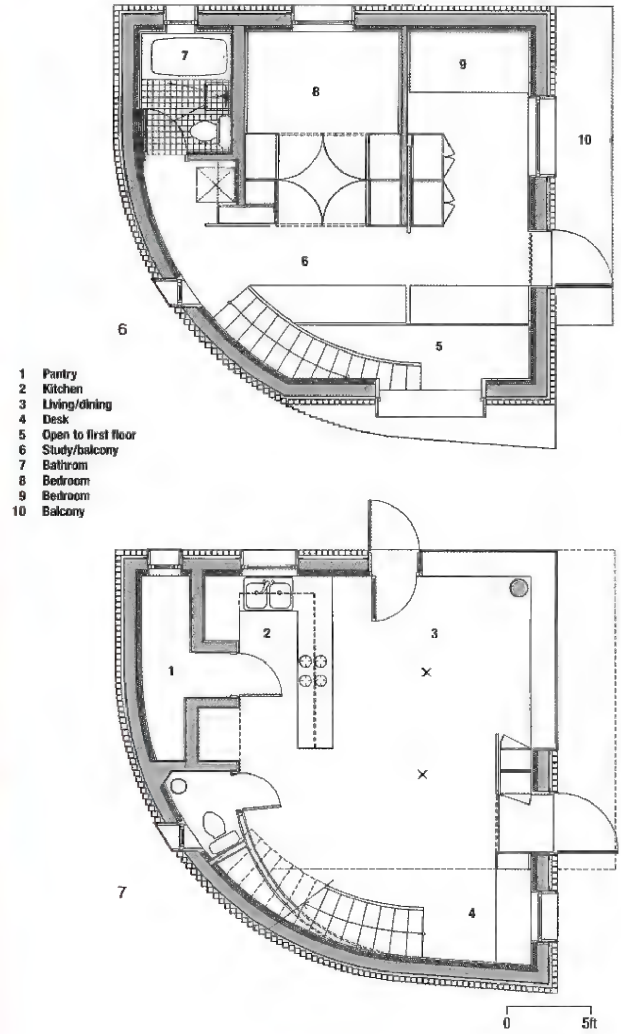 7
8
9
10
6
5
6
1 Pantry
2 Kitchen
3 Living/dining
4 Desk
5 Open to first floor
6 Study/balcony
7 Bathrom
8 Bedroom
9 Bedroom
10 Balcony
2
3
1
7
4
0 5ft